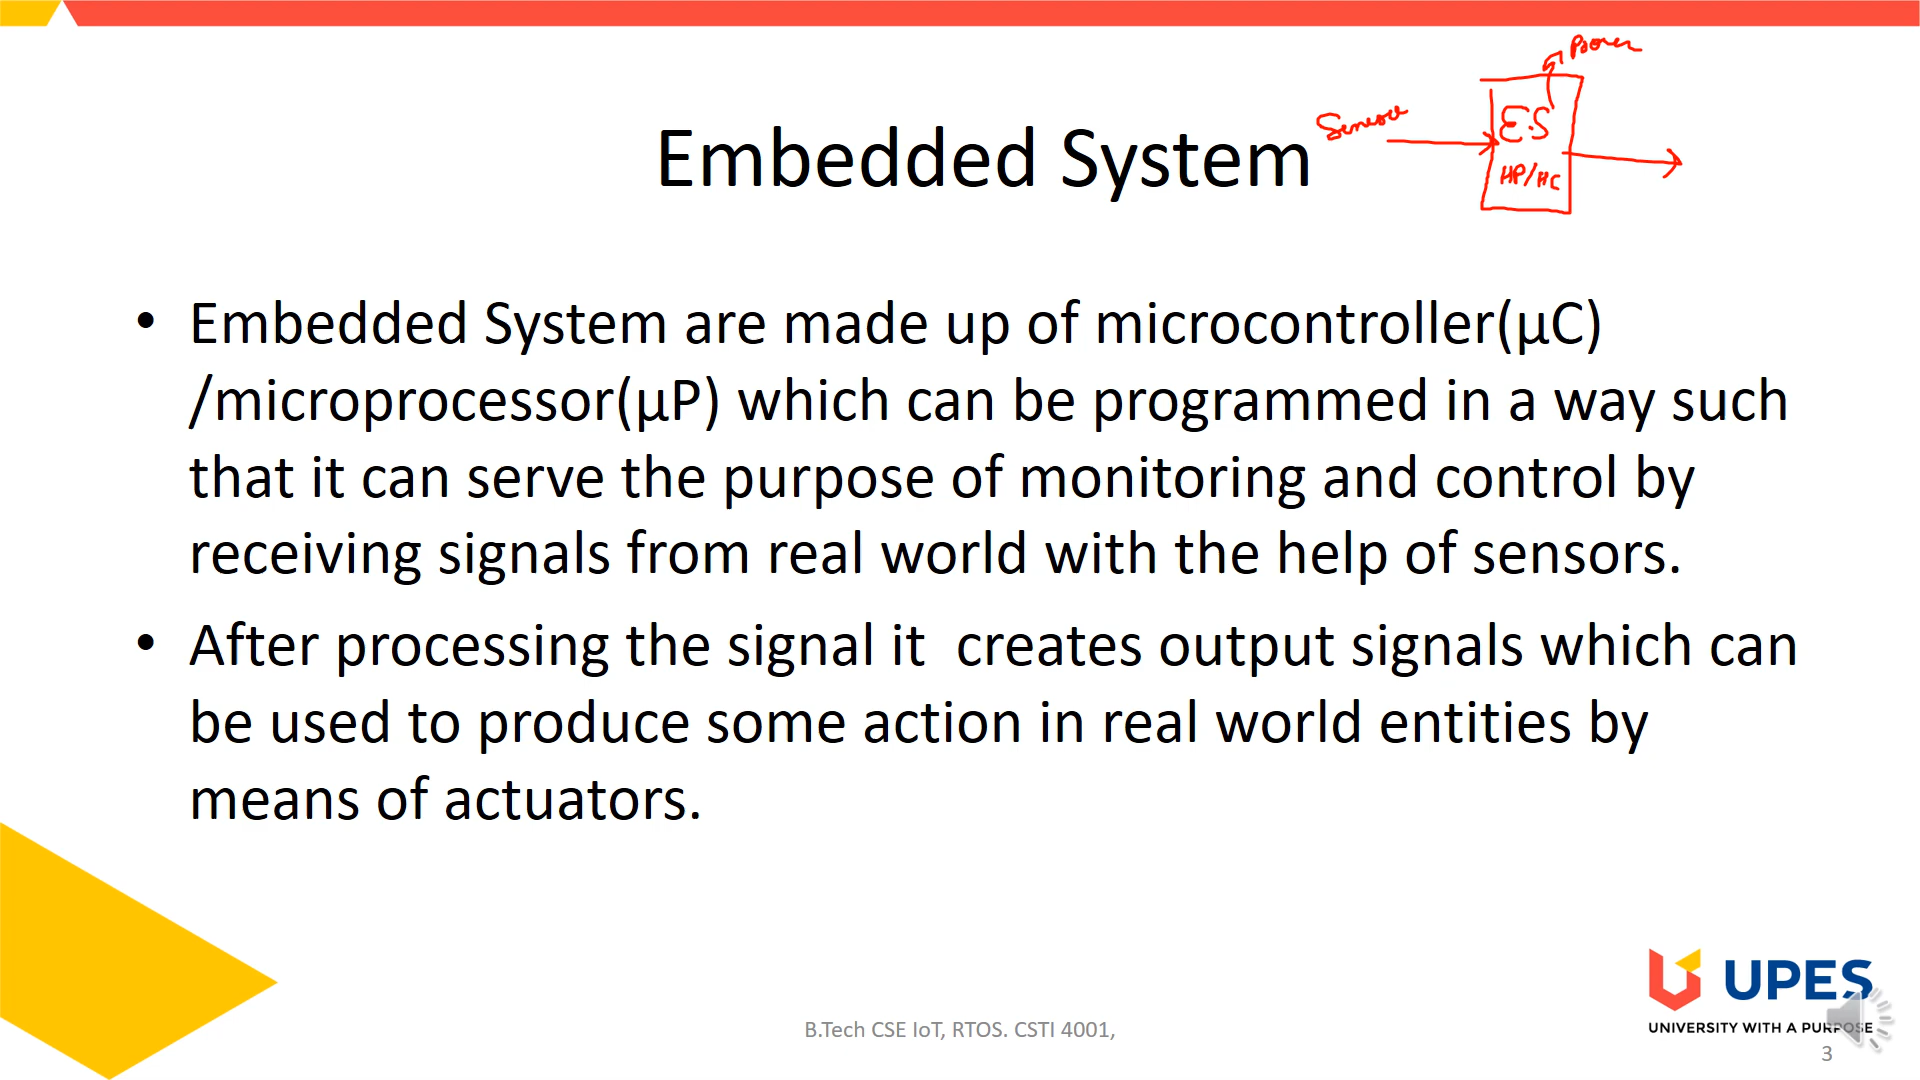 Power
Sensor
E.S
MP/MC
Embedded System
• Embedded System are made up of microcontroller(μC)
/microprocessor(μP) which can be programmed in a way such
that it can serve the purpose of monitoring and control by
receiving signals from real world with the help of sensors.
• After processing the signal it  creates output signals which can
be used to produce some action in real world entities by
means of actuators.
UPES
UNIVERSITY WITH A PURPOSE
B.Tech CSE IoT, RTOS. CSTI 4001,
3